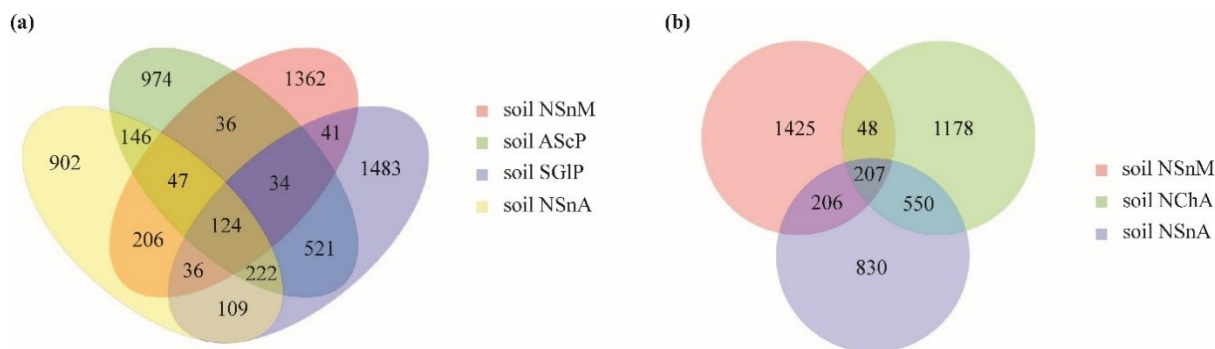 (a)
974
1362
36
146
41
902
1483
47
34
124
206
521
36
222
109
soil NSnM
soil AScP
soil SGlP
soil NSnA
(b)
1425
48
1178
207
206
550
830
soil NSnM
soil NChA
soil NSnA